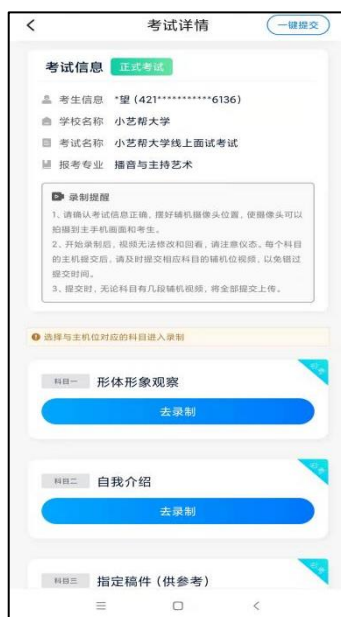 考试详情
一键提交
考试信息 正式考试
考生信息 *望 (421***********6136)
学校名称 小艺帮大学
考试名称 小艺帮大学线上面试考试
报考专业 播音与主持艺术
录制提醒
1、请确认考试信息正确，摆好辅机摄像头位置，使摄像头可以
拍摄到主手机画面和考生。
2、开始录制后，视频无法修改和回看，请注意仪态。每个科目
的主机提交后，请及时提交相应科目的辅机位视频，以免错过
提交时间。
3、提交时，无论科目有几段辅机视频，将全部提交上传。
选择与主机位对应的科目进入录制
科目一 形体形象观察
必考
去录制
科目二 自我介绍
必考
去录制
科目三 指定稿件 (供参考)
必考